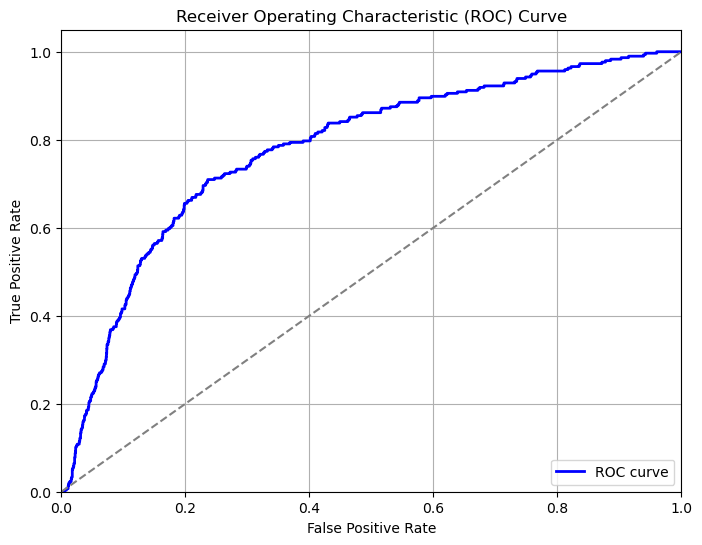 Receiver Operating Characteristic (ROC) Curve
True Positive Rate
1.0
0.8
0.6
0.4
0.2
0.0
0.0 0.2 0.4 0.6 0.8 1.0
False Positive Rate
ROC curve